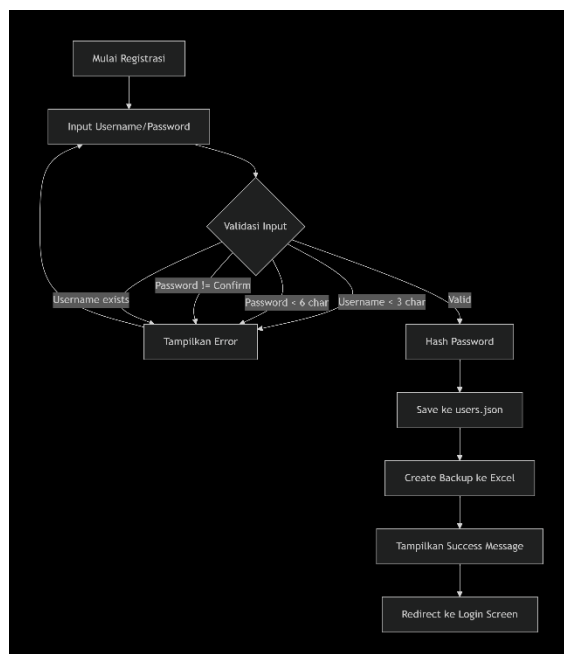 Mulai Registrasi
Input Username/Password
Validasi Input
Username exists
Password != Confirm
Password < 6 char
Username < 3 char
Valid
Tampilkan Error
Hash Password
Save ke users.json
Create Backup ke Excel
Tampilkan Success Message
Redirect ke Login Screen